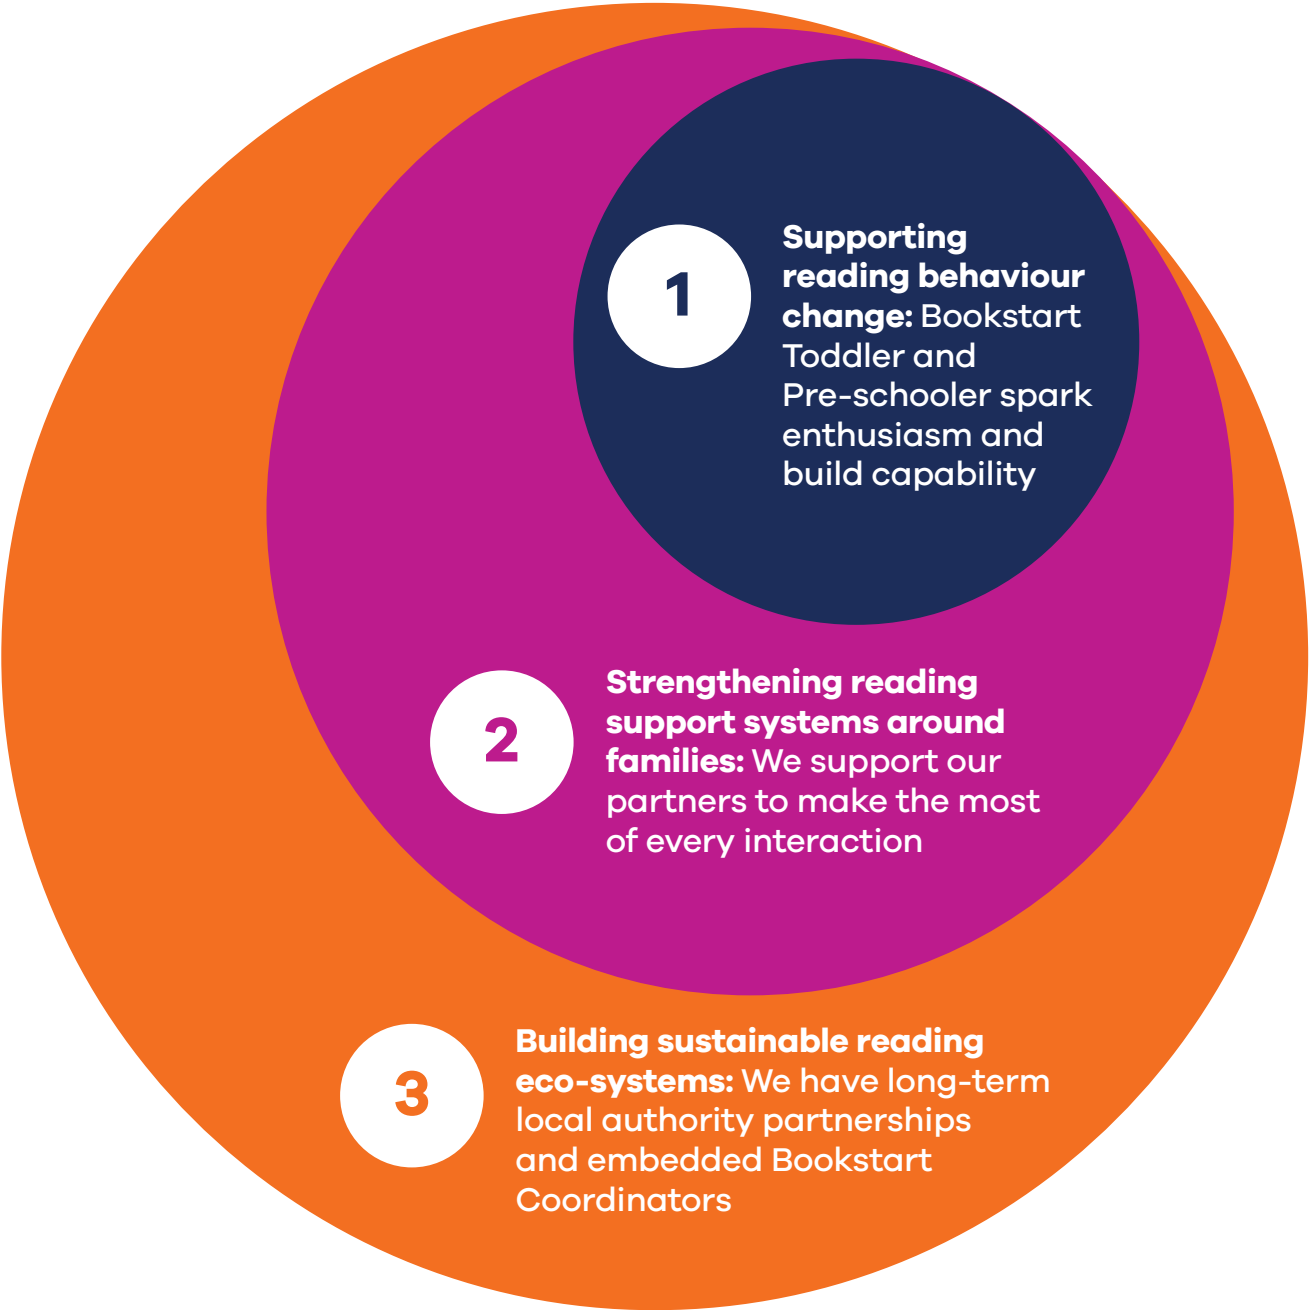 1
Supporting
reading behaviour
change: Bookstart
Toddler and
Pre-schooler spark
enthusiasm and
build capability
2
Strengthening reading
support systems around
families: We support our
partners to make the most
of every interaction
3
Building sustainable reading
eco-systems: We have long-term
local authority partnerships
and embedded Bookstart
Coordinators